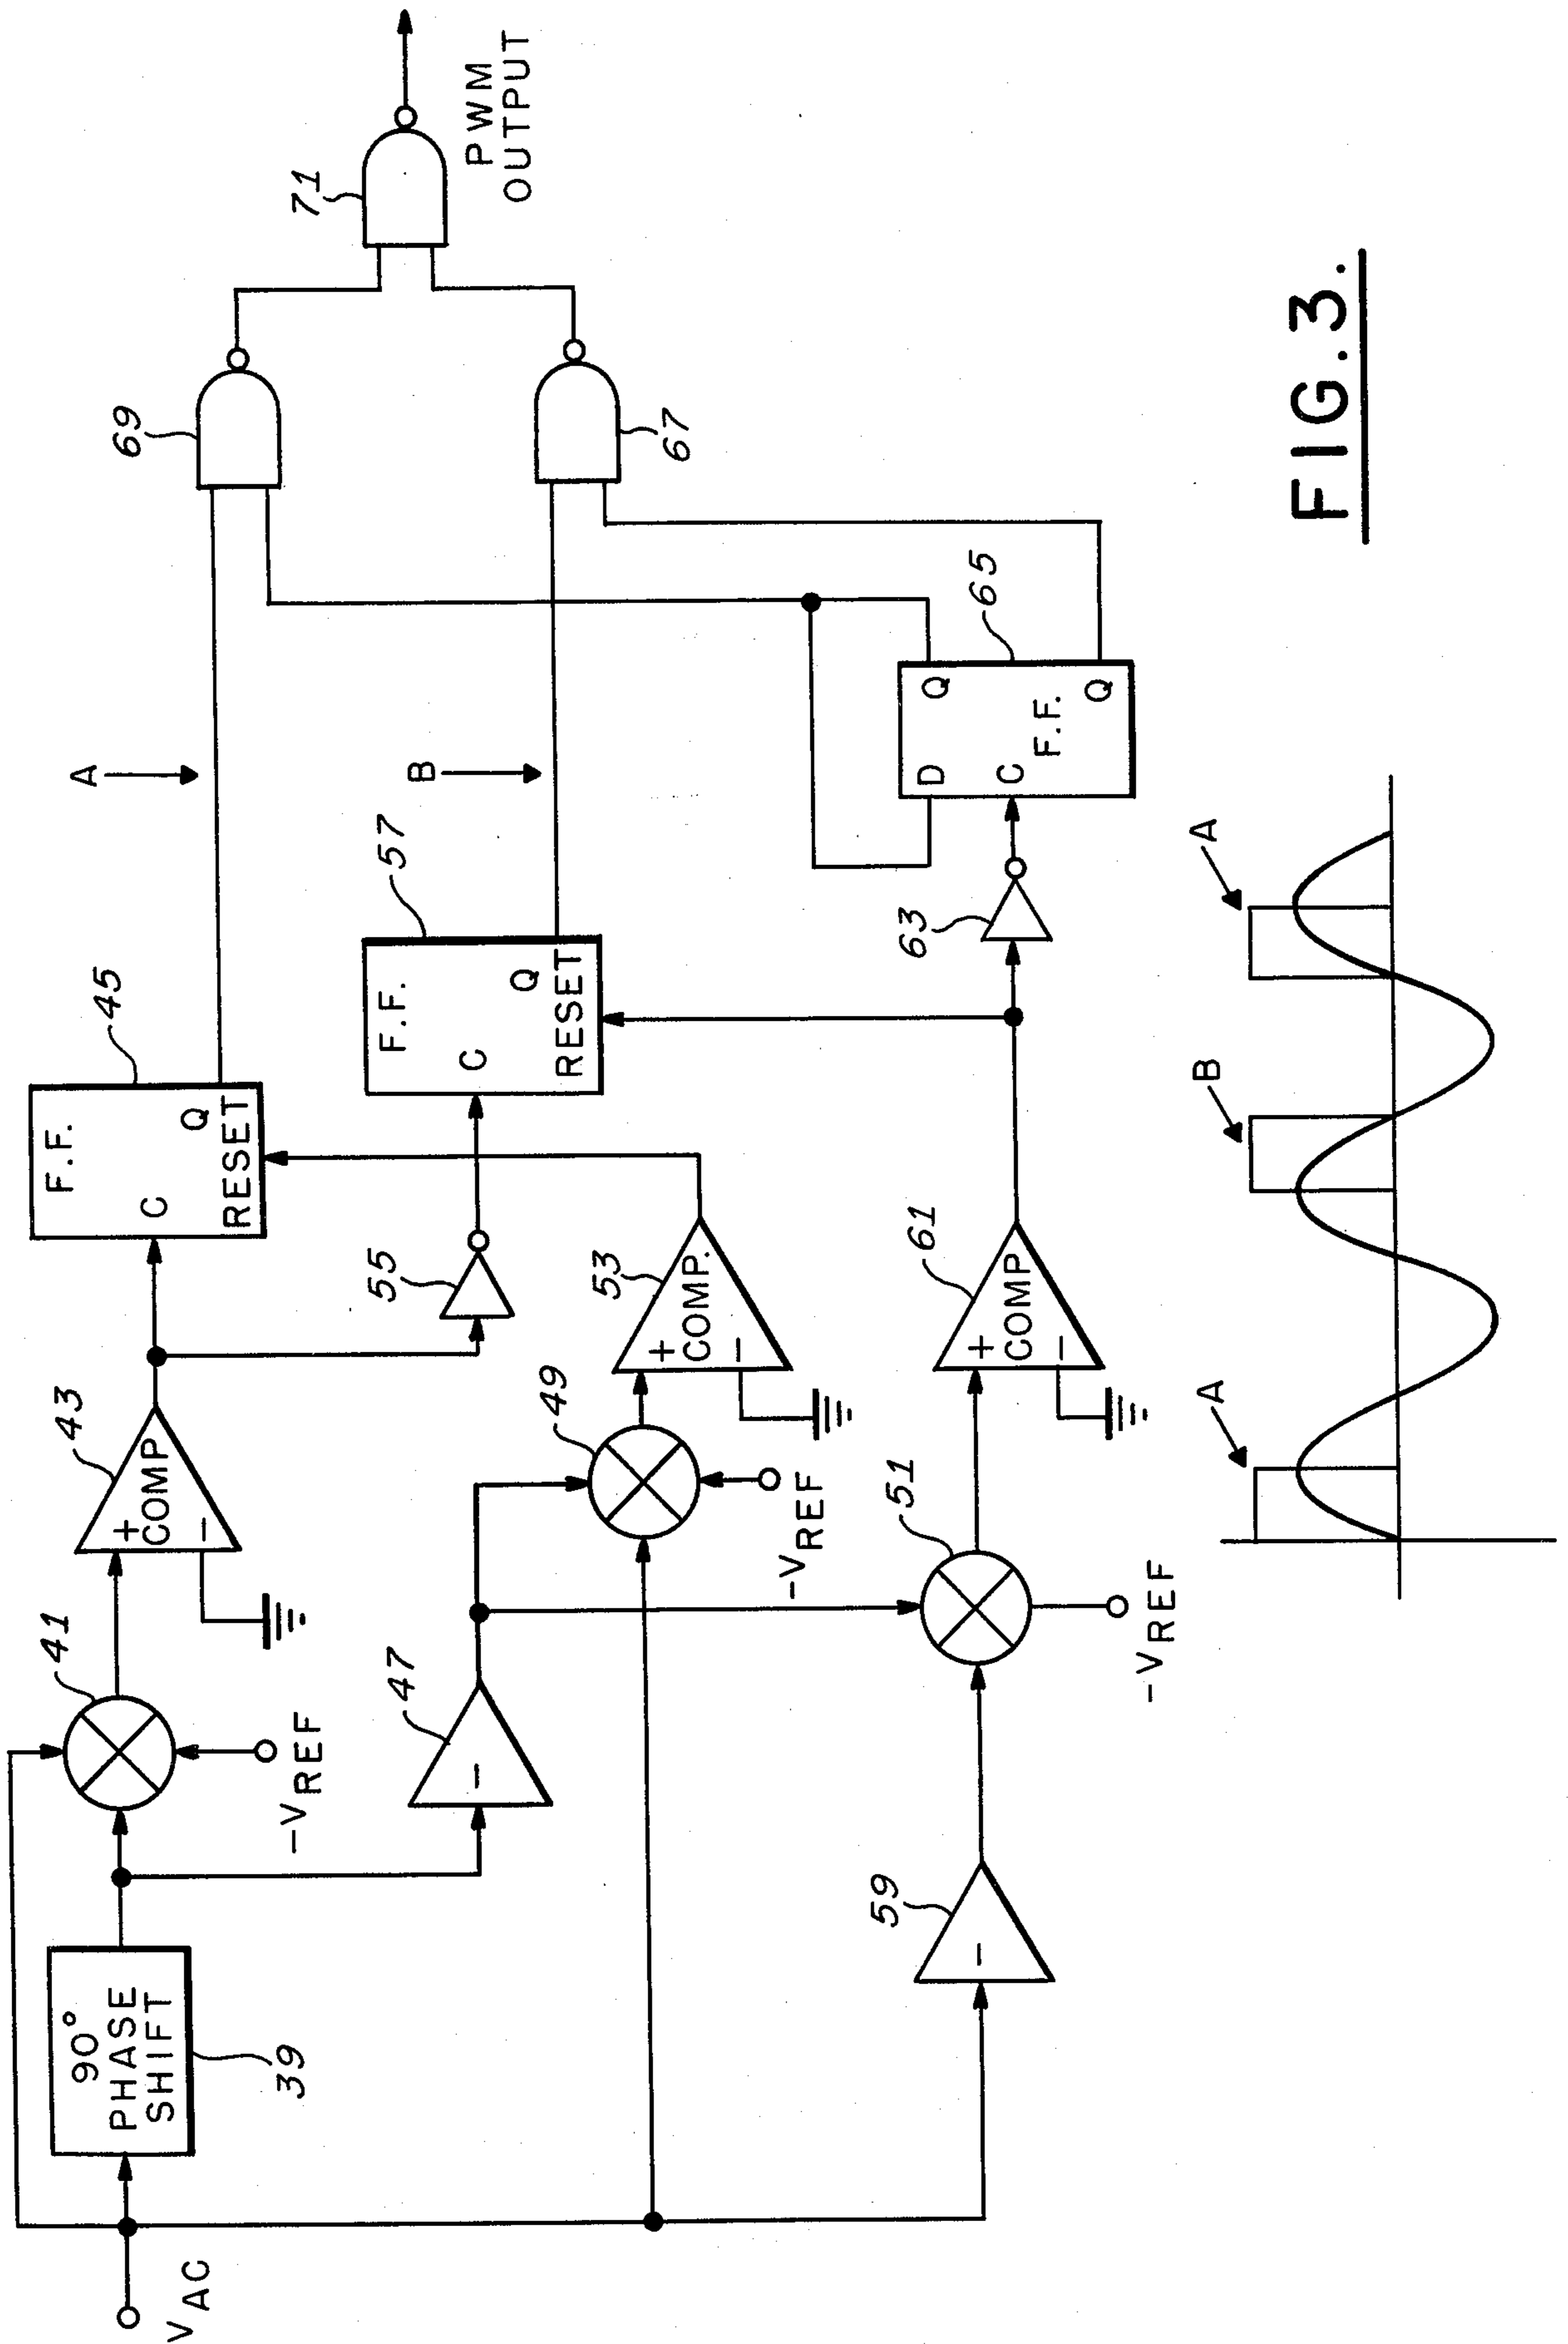 V AC
90°
PHASE
SHIFT
39
41
-VREF
43
+
COMP
-
45
F.F.
C
Q
RESET
A
69
71
PWM
OUTPUT
47
-
55
57
F.F.
C
Q
RESET
B
67
49
-VREF
53
+
COMP.
-
59
-
51
-VREF
61
+
COMP
-
63
65
D
Q
C
F.F.
Q
A
B
A
FIG.3.